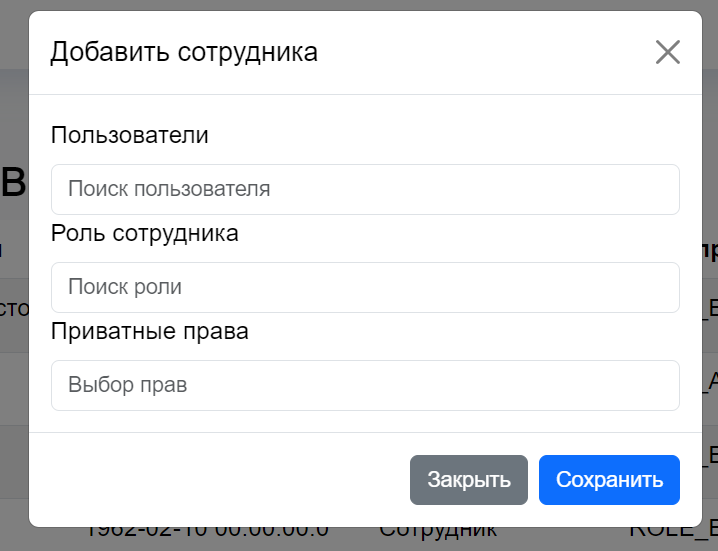 Добавить сотрудника
Пользователи
Поиск пользователя
Роль сотрудника
Поиск роли
Приватные права
Выбор прав
Закрыть
Сохранить
1962-02-10 00:00:00.0 Сотрудник